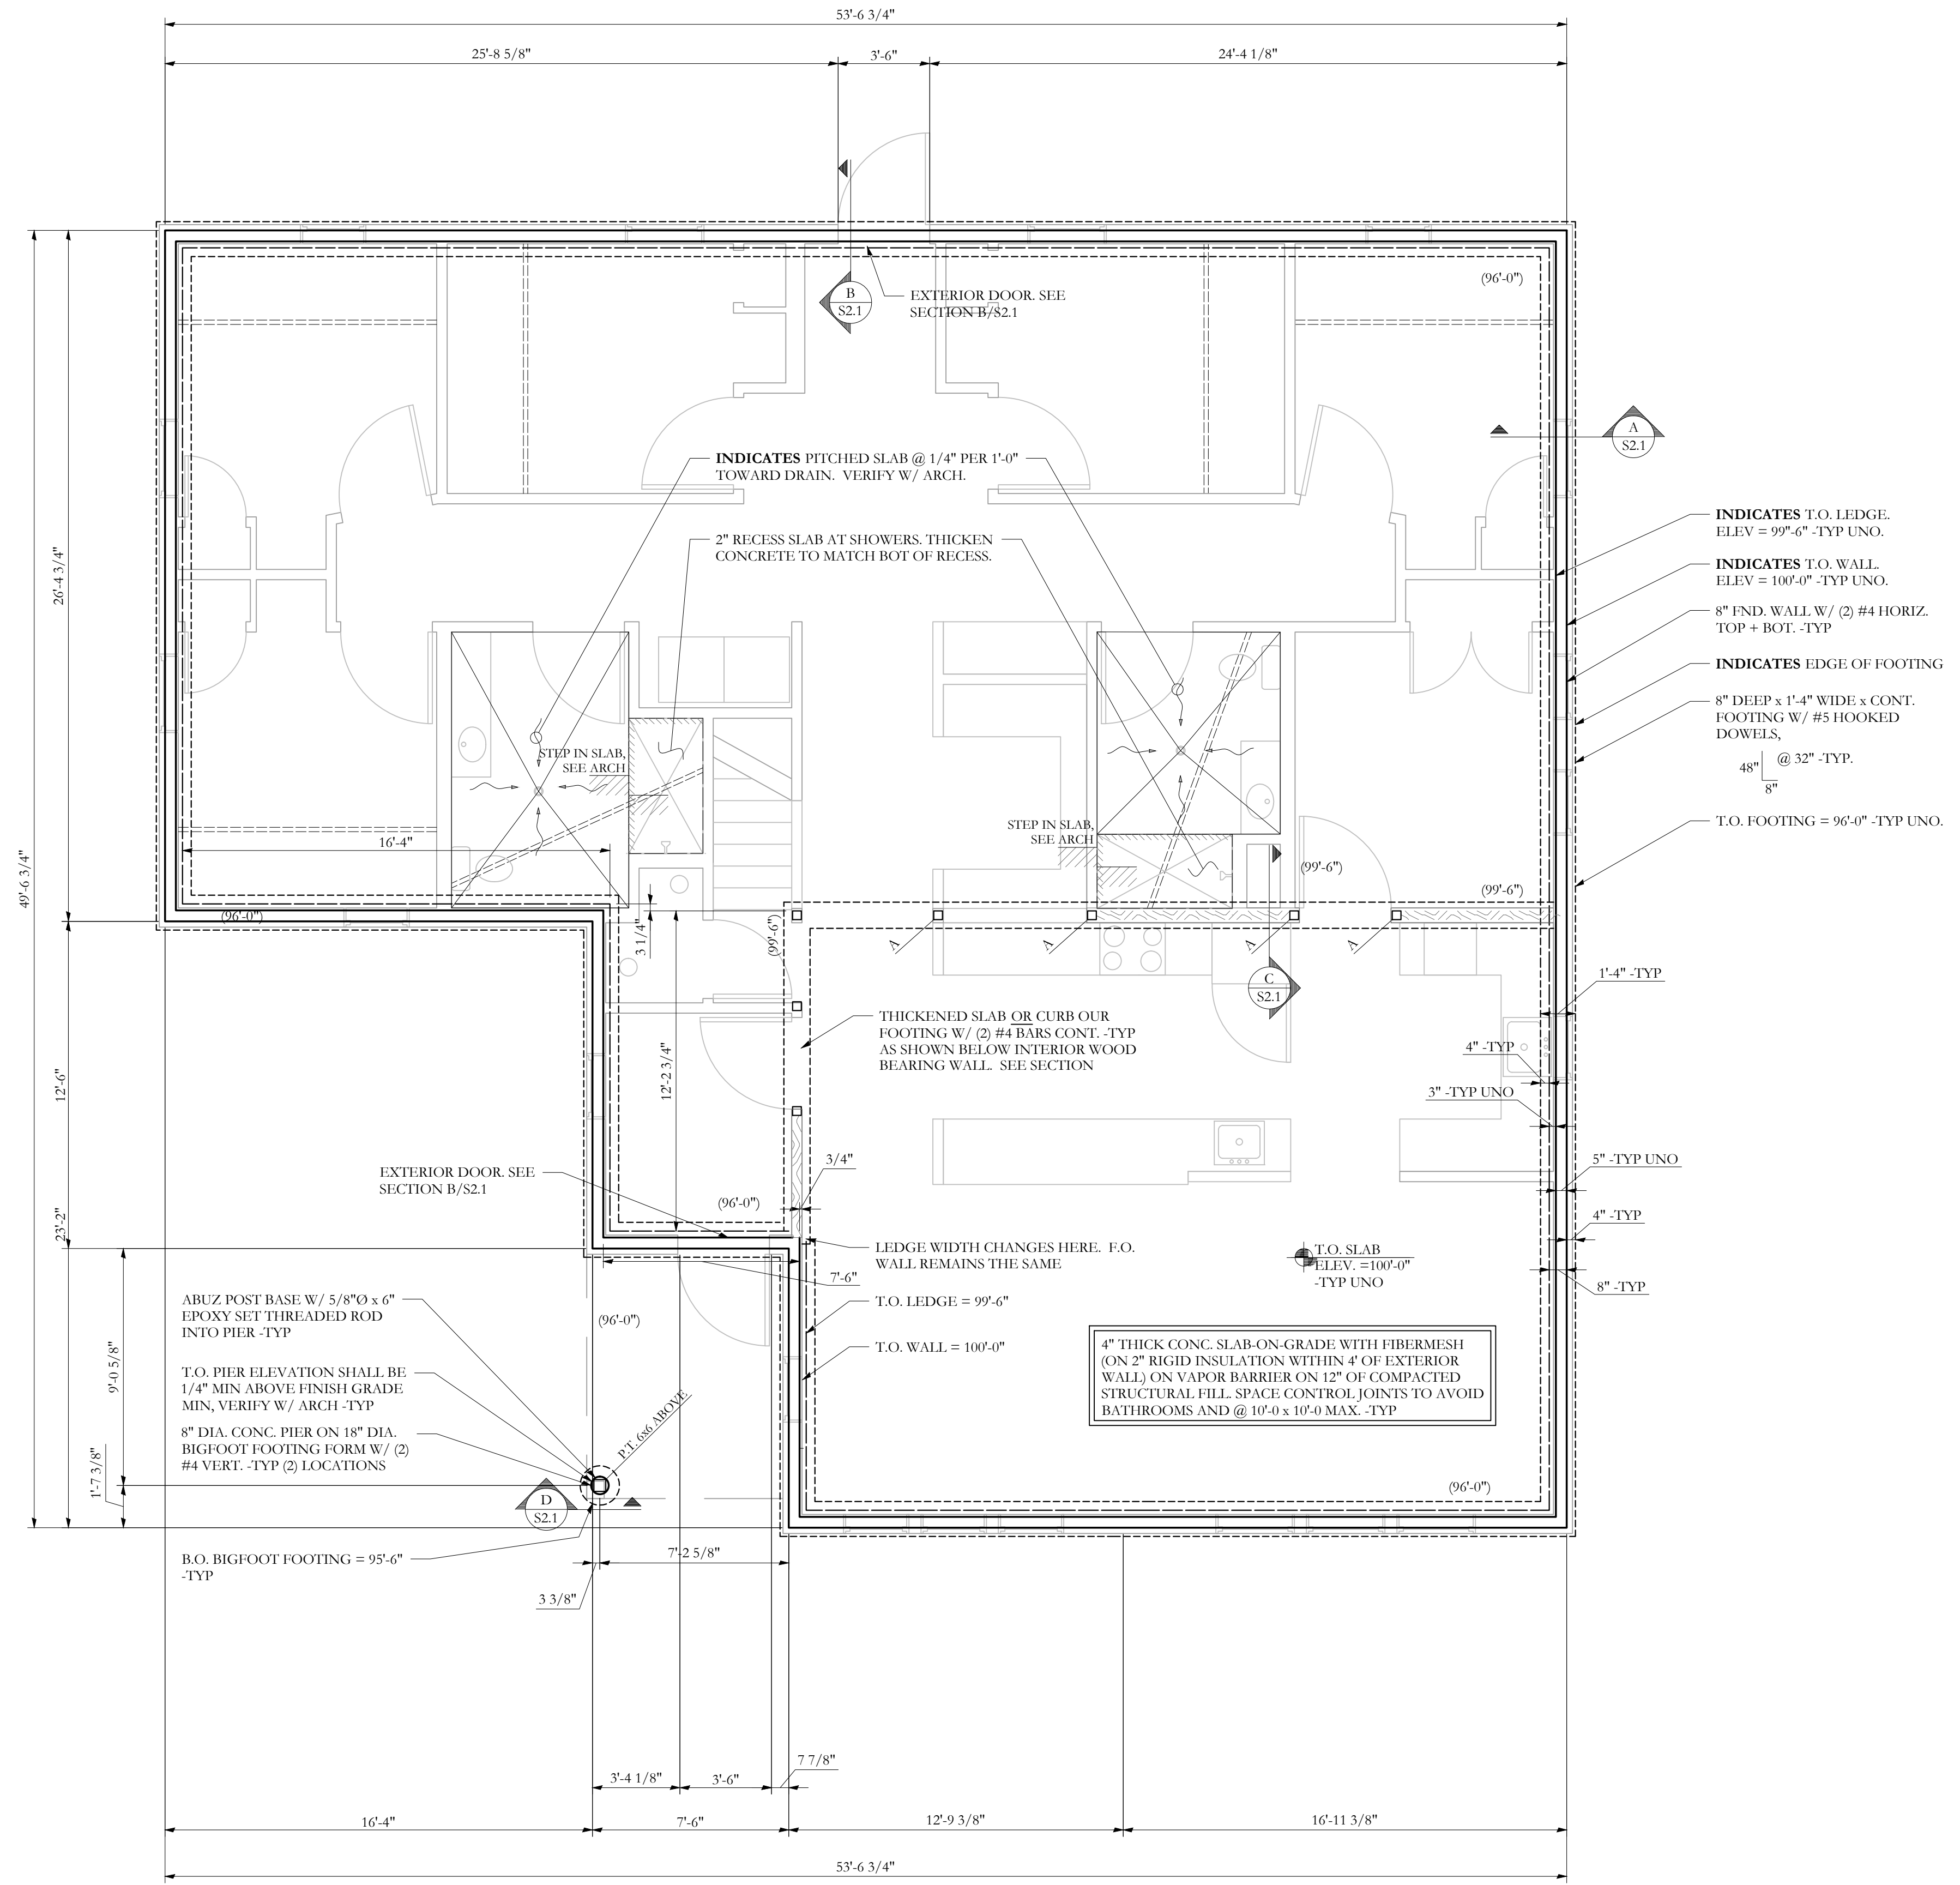 53'-6 3/4"
25'-8 5/8"
3'-6"
24'-4 1/8"
(96'-0")
B
S2.1
EXTERIOR DOOR. SEE
SECTION B/S2.1
A
S2.1
INDICATES PITCHED SLAB @ 1/4" PER 1'-0"
TOWARD DRAIN. VERIFY W/ ARCH.
2" RECESS SLAB AT SHOWERS. THICKEN
CONCRETE TO MATCH BOT OF RECESS.
INDICATES T.O. LEDGE.
ELEV = 99"-6" -TYP UNO.
INDICATES T.O. WALL.
ELEV = 100'-0" -TYP UNO.
8" FND. WALL W/ (2) #4 HORIZ.
TOP + BOT. -TYP
INDICATES EDGE OF FOOTING
8" DEEP x 1'-4" WIDE x CONT.
FOOTING W/ #5 HOOKED
DOWELS,
48"
@ 32" -TYP.
8"
T.O. FOOTING = 96'-0" -TYP UNO.
26'-4 3/4"
49'-6 3/4"
STEP IN SLAB,
SEE ARCH
STEP IN SLAB,
SEE ARCH
16'-4"
(99'-6")
(99'-6")
(96'-0")
3 1/4"
(99'-6")
A
A
A
A
C
S2.1
1'-4" -TYP
4" -TYP
3" -TYP UNO
5" -TYP UNO
4" -TYP
8" -TYP
THICKENED SLAB OR CURB OUR
FOOTING W/ (2) #4 BARS CONT. -TYP
AS SHOWN BELOW INTERIOR WOOD
BEARING WALL. SEE SECTION
12'-2 3/4"
12'-6"
23'-2"
EXTERIOR DOOR. SEE
SECTION B/S2.1
3/4"
(96'-0")
LEDGE WIDTH CHANGES HERE. F.O.
WALL REMAINS THE SAME
7'-6"
T.O. SLAB
ELEV. =100'-0"
-TYP UNO
T.O. LEDGE = 99'-6"
T.O. WALL = 100'-0"
(96'-0")
ABUZ POST BASE W/ 5/8"Ø x 6"
EPOXY SET THREADED ROD
INTO PIER -TYP
T.O. PIER ELEVATION SHALL BE
1/4" MIN ABOVE FINISH GRADE
MIN, VERIFY W/ ARCH -TYP
8" DIA. CONC. PIER ON 18" DIA.
BIGFOOT FOOTING FORM W/ (2)
#4 VERT. -TYP (2) LOCATIONS
9'-0 5/8"
1'-7 3/8"
P.T. 6x6 ABOVE
D
S2.1
B.O. BIGFOOT FOOTING = 95'-6"
-TYP
4" THICK CONC. SLAB-ON-GRADE WITH FIBERMESH
(ON 2" RIGID INSULATION WITHIN 4' OF EXTERIOR
WALL) ON VAPOR BARRIER ON 12" OF COMPACTED
STRUCTURAL FILL. SPACE CONTROL JOINTS TO AVOID
BATHROOMS AND @ 10'-0 x 10'-0 MAX. -TYP
(96'-0")
7'-2 5/8"
3 3/8"
7 7/8"
3'-4 1/8"
3'-6"
16'-4"
7'-6"
12'-9 3/8"
16'-11 3/8"
53'-6 3/4"